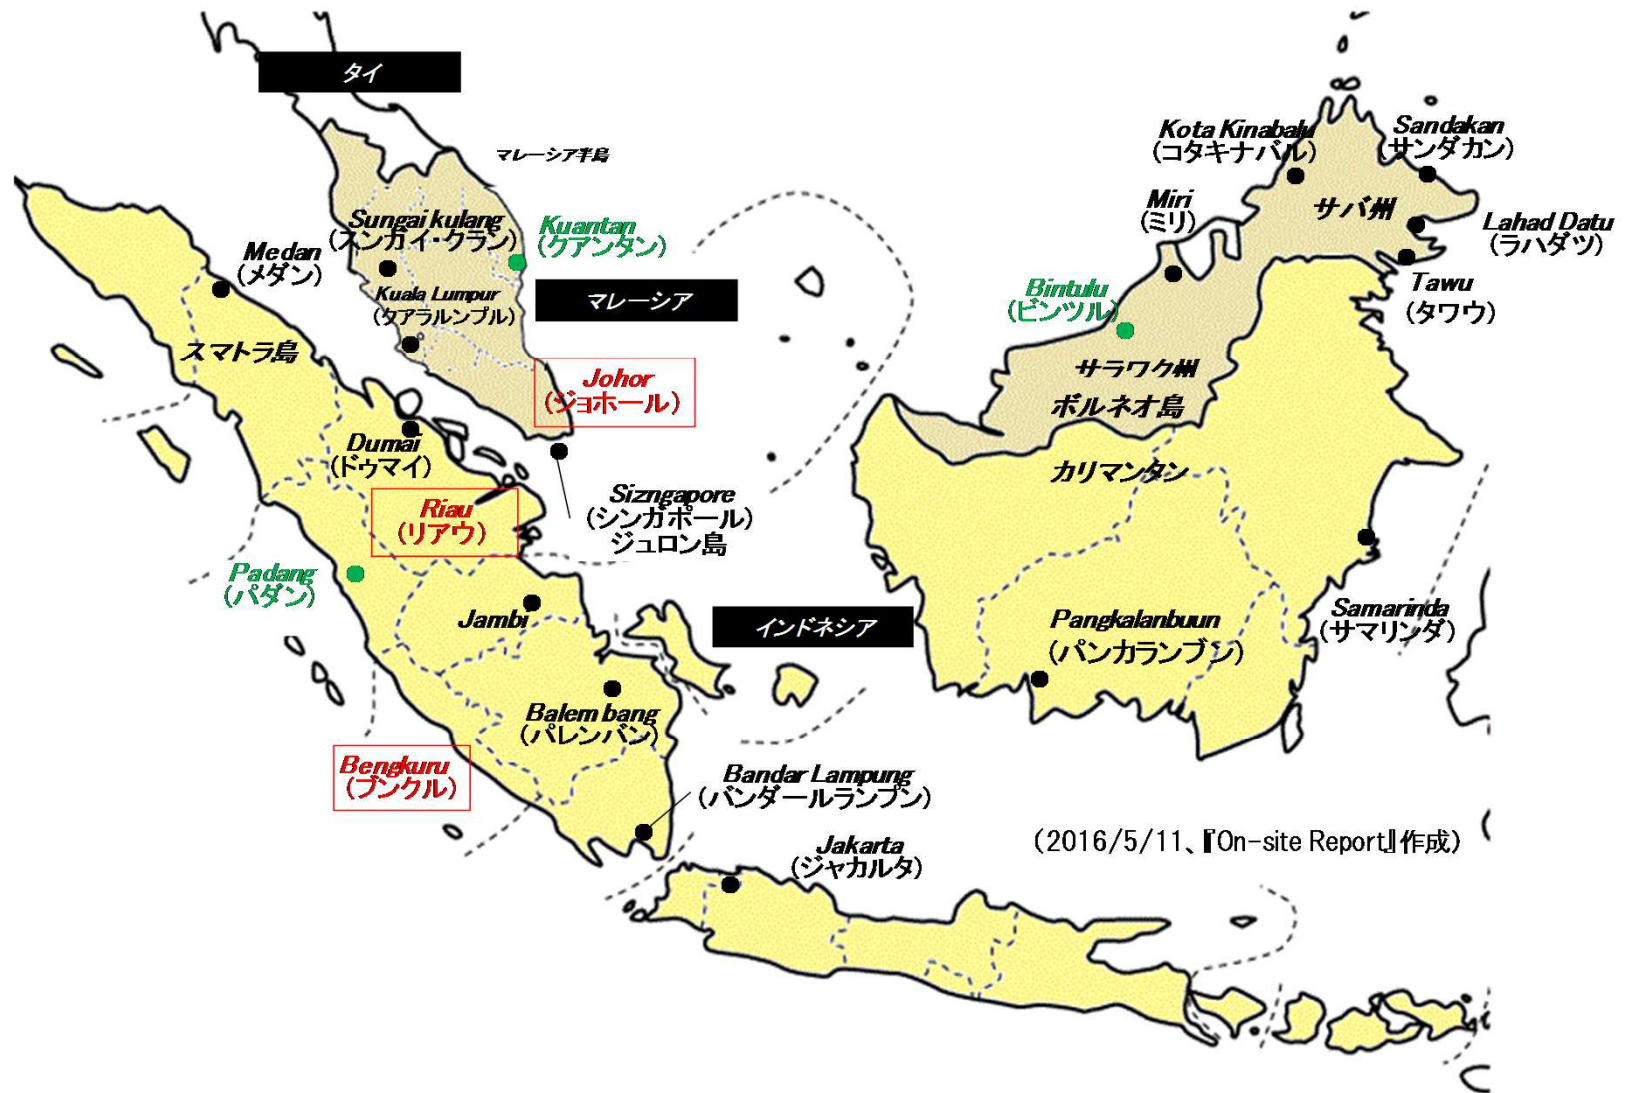 タイ
マレーシア半島
Sungai kulang
(スンガイ・クラン)
Kuantan
(クアンタン)
Medan
(メダン)
Kuala Lumpur
(クアラルンプル)
マレーシア
スマトラ島
Johor
(ジョホール)
Dumai
(ドゥマイ)
Riau
(リアウ)
Sizngapore
(シンガポール)
ジュロン島
Padang
(パダン)
Jambi
インドネシア
Balembang
(パレンバン)
Bengkuru
(ブンクル)
Bandar Lampung
(バンダールランプン)
Jakarta
(ジャカルタ)
Kota Kinabalu
(コタキナバル)
Sandakan
(サンダカン)
Miri
(ミリ)
サバ州
Lahad Datu
(ラハダツ)
Bintulu
(ビンツル)
Tawu
(タワウ)
サラワク州
ボルネオ島
カリマンタン
Samarinda
(サマリンダ)
Pangkalanbuun
(パンカランブン)
(2016/5/11、『On-site Report』作成)